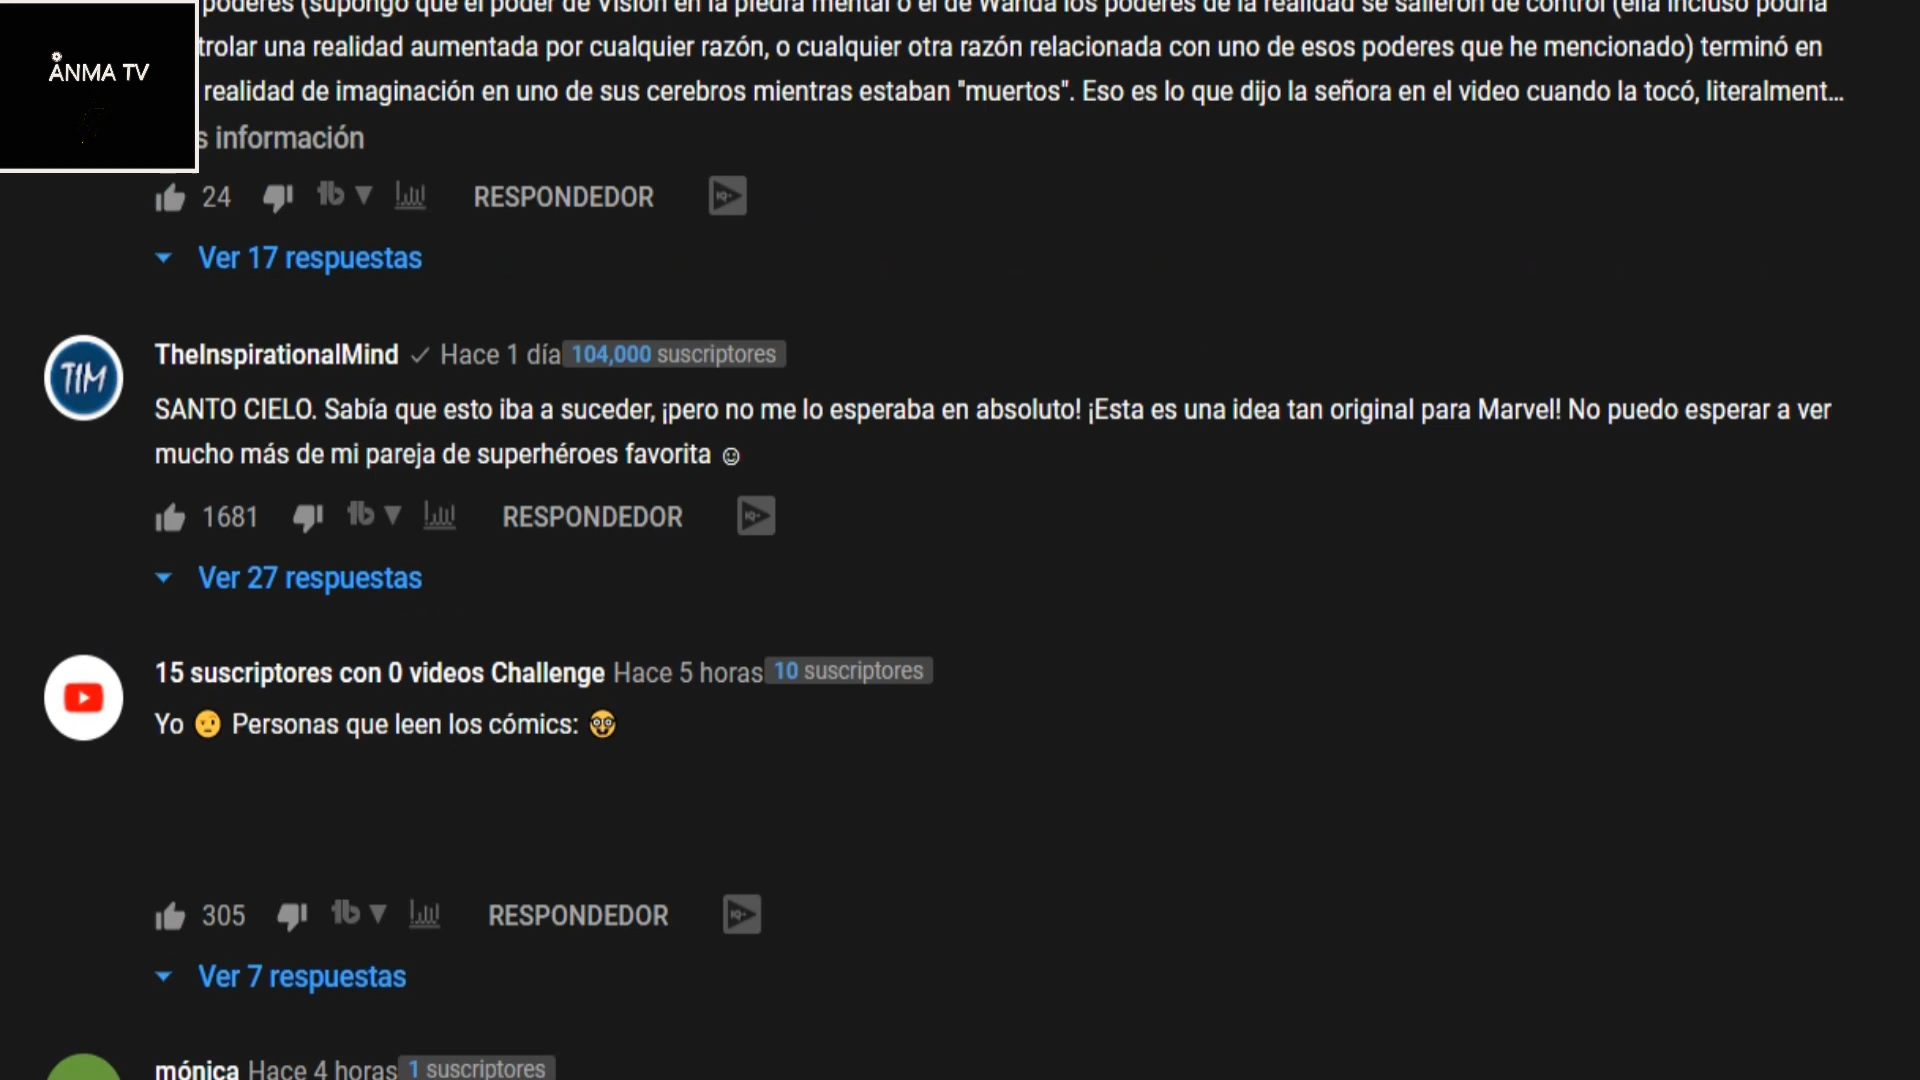 poderes (supongo que el poder de Visión en la piedra mental o el de Wanda los poderes de la realidad se salieron de control (ella incluso podría
ANMA TV
trolar una realidad aumentada por cualquier razón, o cualquier otra razón relacionada con uno de esos poderes que he mencionado) terminó en
realidad de imaginación en uno de sus cerebros mientras estaban "muertos". Eso es lo que dijo la señora en el video cuando la tocó, literalment...
s información
24 RESPONDEDOR
Ver 17 respuestas
TIM
TheInspirationalMind Hace 1 día 104,000 suscriptores
SANTO CIELO. Sabía que esto iba a suceder, ¡pero no me lo esperaba en absoluto! ¡Esta es una idea tan original para Marvel! No puedo esperar a ver
mucho más de mi pareja de superhéroes favorita ☺
1681 RESPONDEDOR
Ver 27 respuestas
15 suscriptores con 0 videos Challenge Hace 5 horas 10 suscriptores
Yo 🤨 Personas que leen los cómics: 🥸
305 RESPONDEDOR
Ver 7 respuestas
mónica Hace 4 horas 1 suscriptores